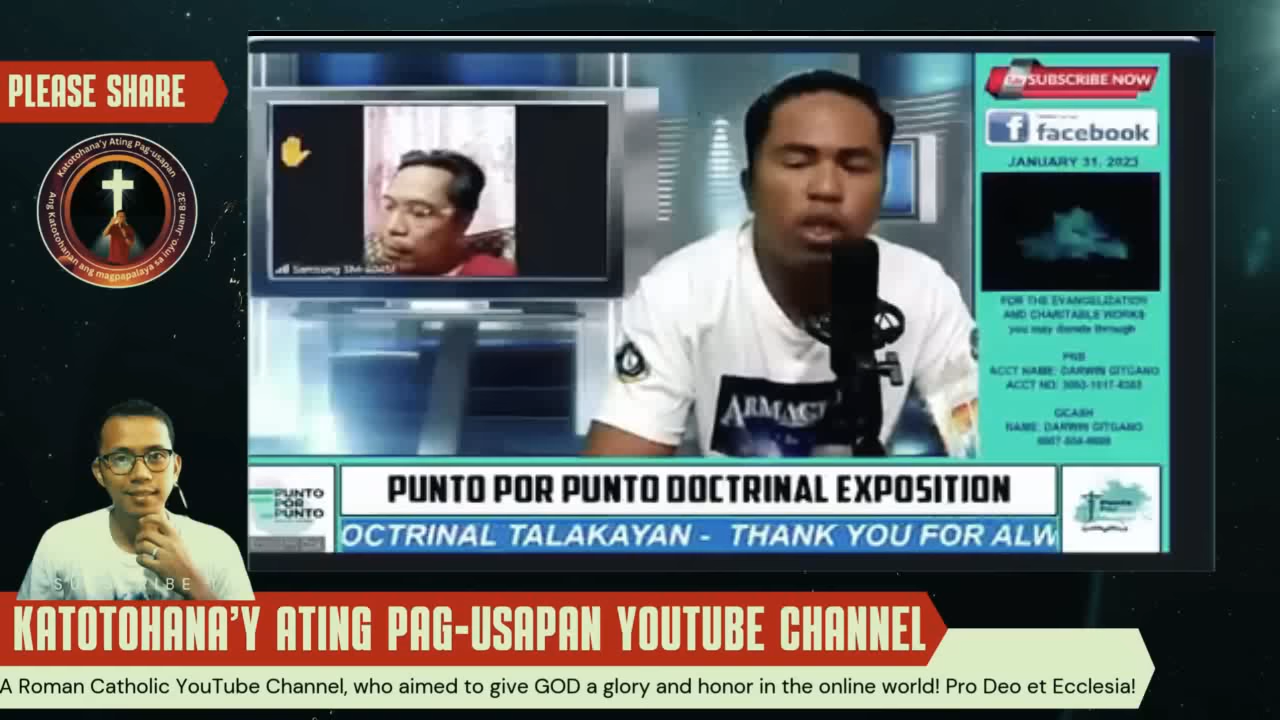 PLEASE SHARE
Katotohana'y Ating Pag-usapan
Ang Katotohanan ang magpapalaya sa inyo. Juan 8:32
SUBSCRIBE NOW
facebook
JANUARY 31, 2023
FOR THE EVANGELIZATION
AND CHARITABLE WORKS
you may donate through
PNB
ACCT NAME: DARWIN GITGANO
ACCT NO:
GCASH
NAME: DARWIN GITGANO
Samsung
ARMAG
PUNTO
POR
PUNTO
PUNTO POR PUNTO DOCTRINAL EXPOSITION
OCTRINAL TALAKAYAN - THANK YOU FOR ALW
KATOTOHANA'Y ATING PAG-USAPAN YOUTUBE CHANNEL
A Roman Catholic YouTube Channel, who aimed to give GOD a glory and honor in the online world! Pro Deo et Ecclesia!